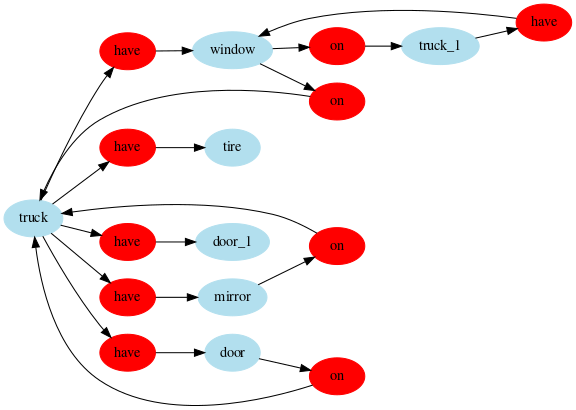 have
have
window
on
truck_1
on
have
tire
truck
have
door_1
on
have
mirror
have
door
on